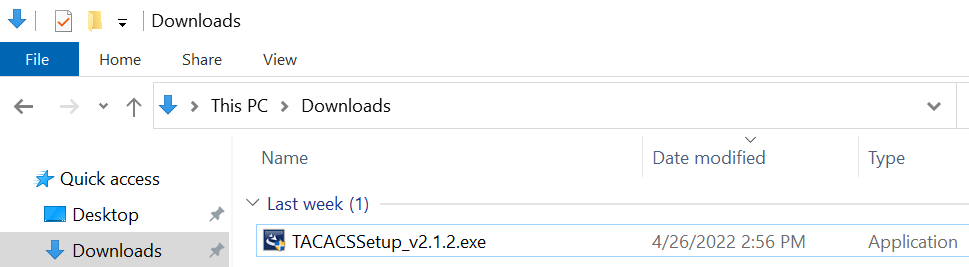 Downloads
File Home Share View
This PC Downloads
Name Date modified Type
Quick access
Last week (1)
Desktop
TACACSSetup_v2.1.2.exe 4/26/2022 2:56 PM Application
Downloads